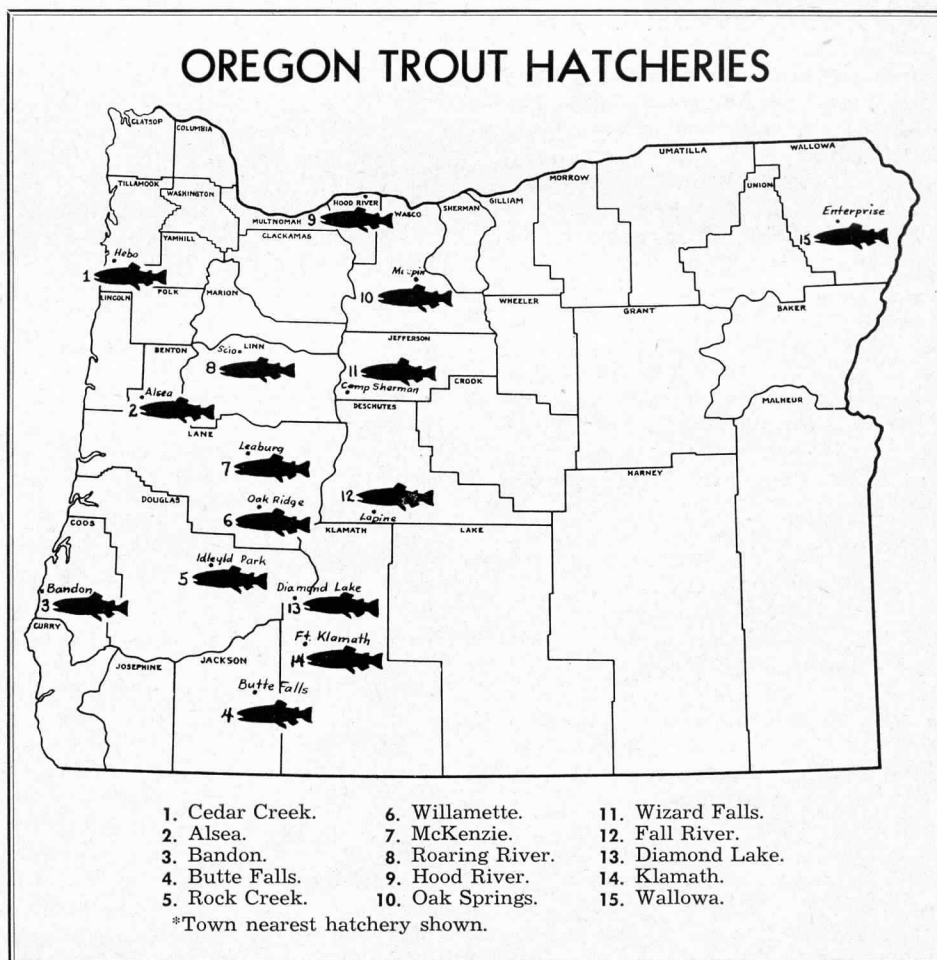 OREGON TROUT HATCHERIES
CLATSOP
COLUMBIA
TILLAMOOK
WASHINGTON
MULTNOMAH
HOOD RIVER
WASCO
SHERMAN
GILLIAM
MORROW
UMATILLA
WALLOWA
UNION
9
CLACKAMAS
YAMHILL
Enterprise
15
Hebo
1
Maupin
10
LINCOLN
POLK
MARION
WHEELER
GRANT
BAKER
BENTON
Scio
LINN
8
JEFFERSON
11
Camp Sherman
CROOK
Alsea
2
DESCHUTES
MALHEUR
LANE
Leaburg
7
HARNEY
DOUGLAS
Oak Ridge
6
12
Lapine
COOS
KLAMATH
LAKE
Idleyld Park
5
Bandon
3
Diamond Lake
13
CURRY
Ft. Klamath
14
JOSEPHINE
JACKSON
Butte Falls
4
1. Cedar Creek.
2. Alsea.
3. Bandon.
4. Butte Falls.
5. Rock Creek.
6. Willamette.
7. McKenzie.
8. Roaring River.
9. Hood River.
10. Oak Springs.
11. Wizard Falls.
12. Fall River.
13. Diamond Lake.
14. Klamath.
15. Wallowa.
*Town nearest hatchery shown.